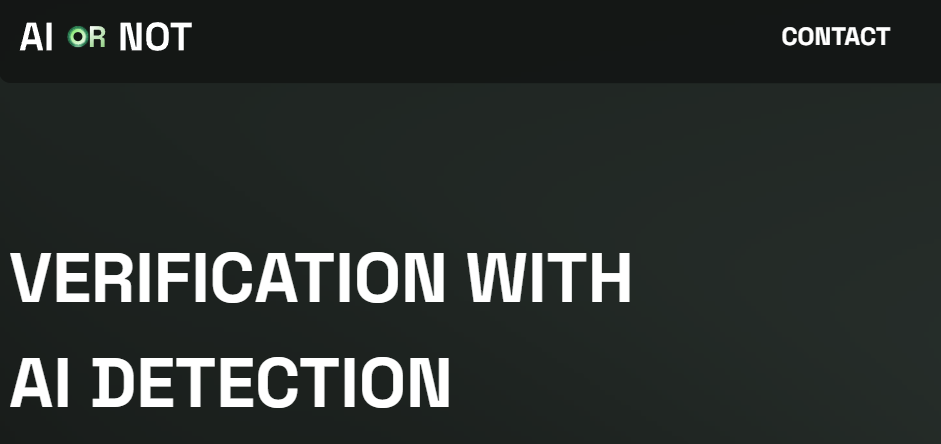 AI OR NOT
CONTACT
VERIFICATION WITH
AI DETECTION